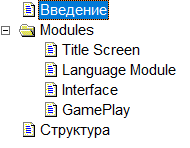 Введение
Modules
Title Screen
Language Module
Interface
GamePlay
Структура